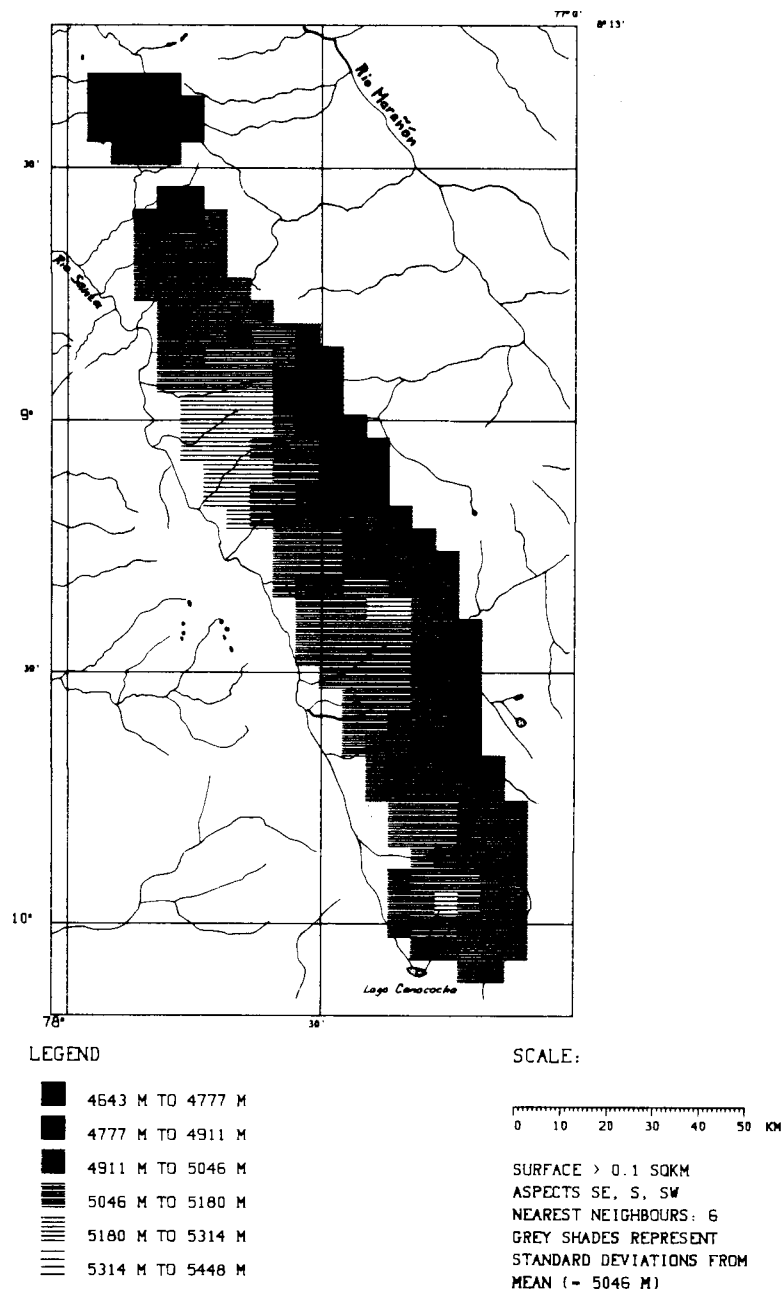 77°0'
8°13'
Rio Marañón
30'
Rio Santa
9°
30'
10°
Lago Conococha
78°
30'
LEGEND
4643 M TO 4777 M
4777 M TO 4911 M
4911 M TO 5046 M
5046 M TO 5180 M
5180 M TO 5314 M
5314 M TO 5448 M
SCALE:
0 10 20 30 40 50 KM
SURFACE > 0.1 SQKM
ASPECTS SE, S, SW
NEAREST NEIGHBOURS: 6
GREY SHADES REPRESENT
STANDARD DEVIATIONS FROM
MEAN (= 5046 M)